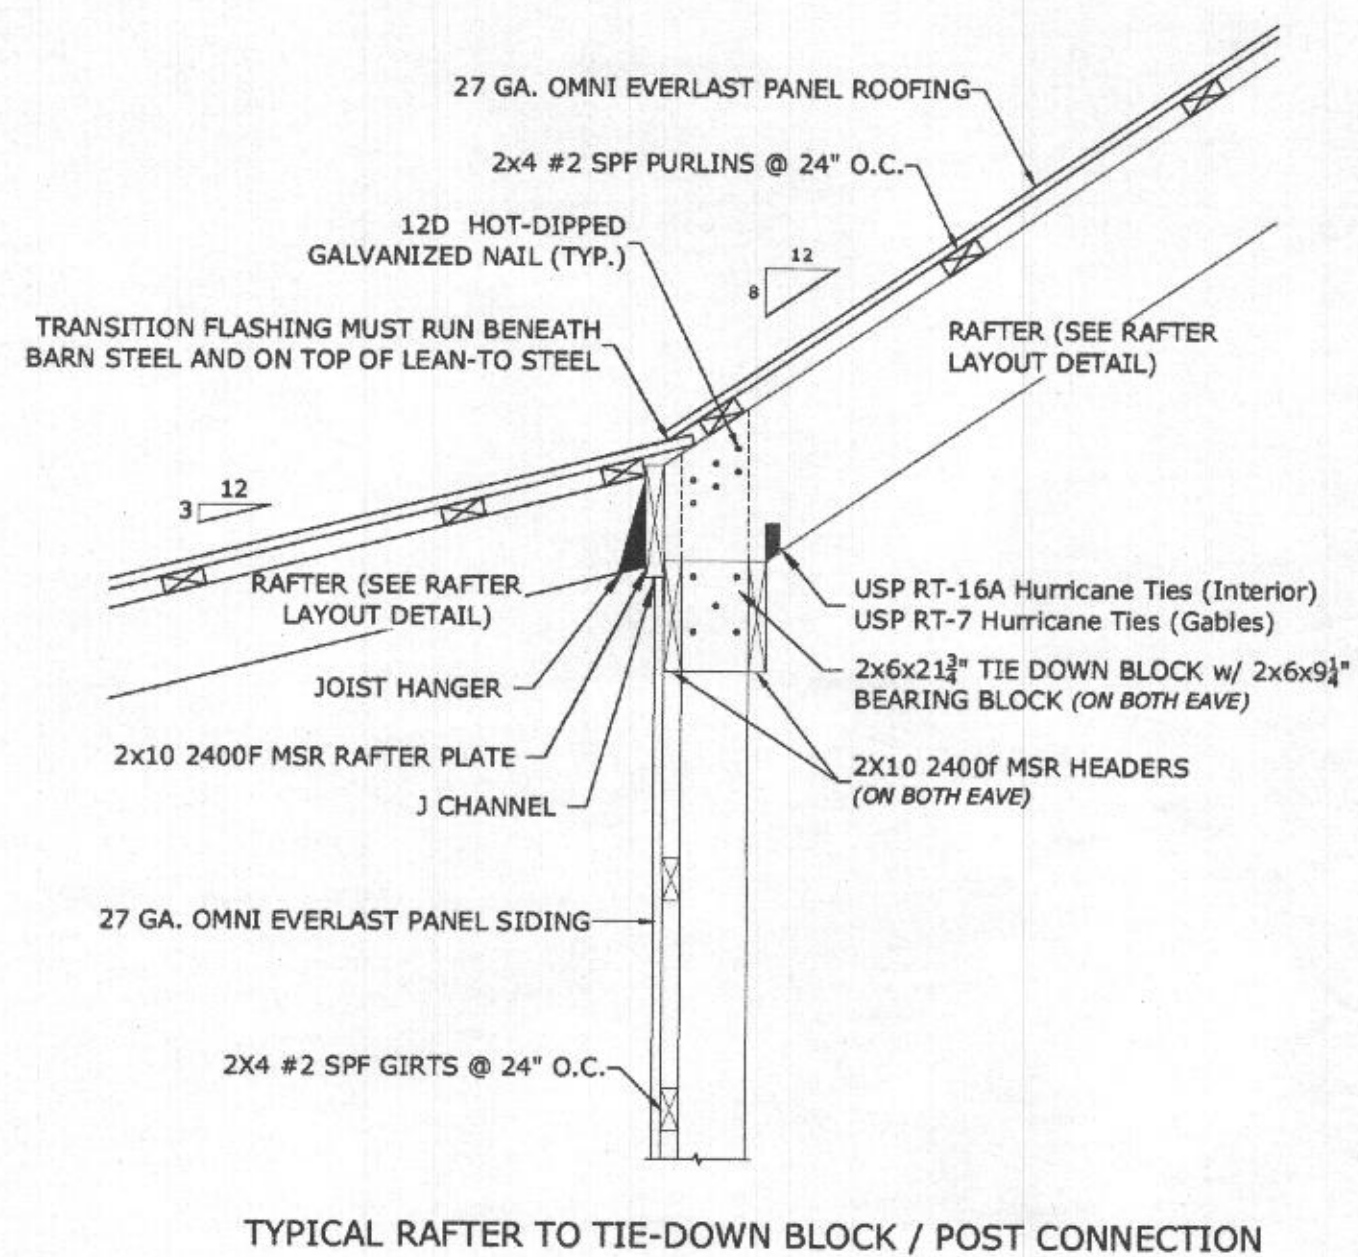 27 GA. OMNI EVERLAST PANEL ROOFING
2x4 #2 SPF PURLINS @ 24" O.C.
12D HOT-DIPPED
GALVANIZED NAIL (TYP.)
12
8
TRANSITION FLASHING MUST RUN BENEATH
BARN STEEL AND ON TOP OF LEAN-TO STEEL
RAFTER (SEE RAFTER
LAYOUT DETAIL)
12
3
RAFTER (SEE RAFTER
LAYOUT DETAIL)
USP RT-16A Hurricane Ties (Interior)
USP RT-7 Hurricane Ties (Gables)
JOIST HANGER
2x6x21¾" TIE DOWN BLOCK w/ 2x6x9¼"
BEARING BLOCK (ON BOTH EAVE)
2x10 2400F MSR RAFTER PLATE
2X10 2400f MSR HEADERS
(ON BOTH EAVE)
J CHANNEL
27 GA. OMNI EVERLAST PANEL SIDING
2X4 #2 SPF GIRTS @ 24" O.C.
TYPICAL RAFTER TO TIE-DOWN BLOCK / POST CONNECTION